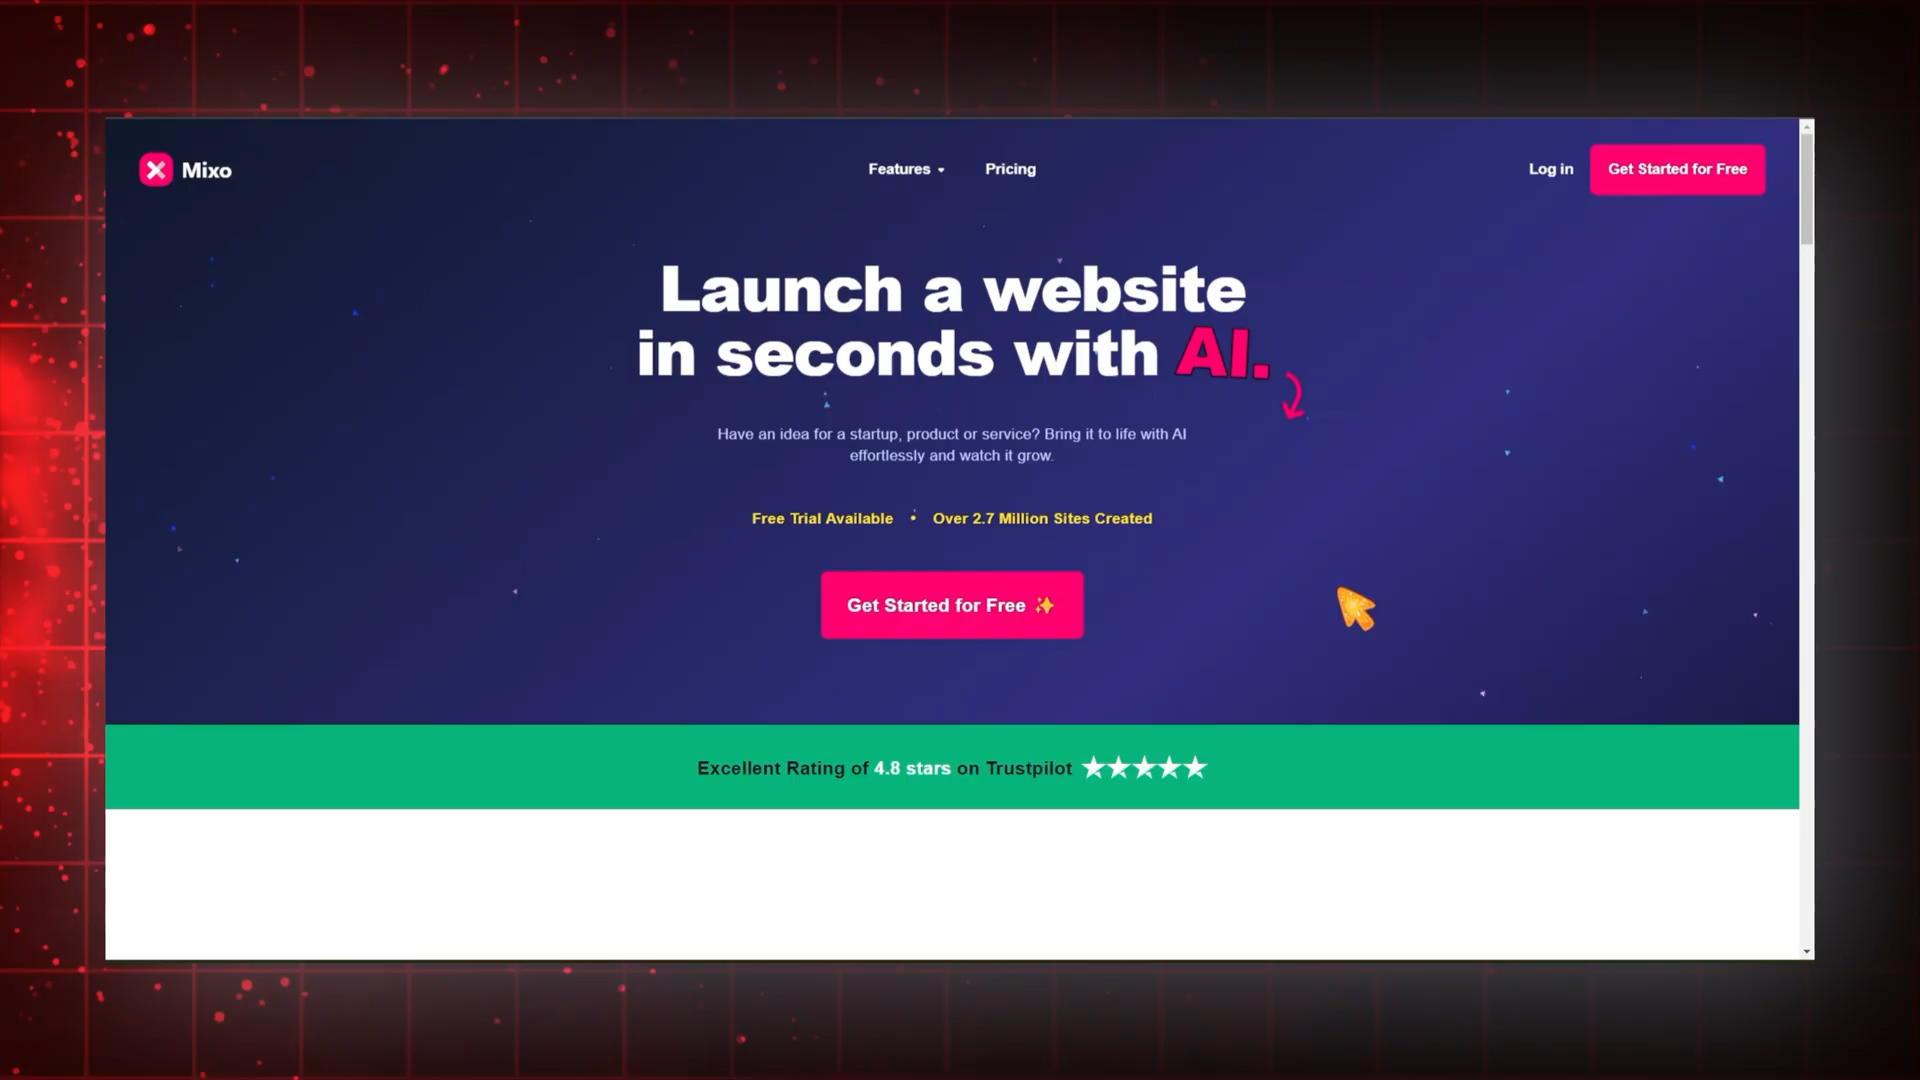 Mixo
Features
Pricing
Log in
Get Started for Free
Launch a website
in seconds with AI.
Have an idea for a startup, product or service? Bring it to life with AI
effortlessly and watch it grow.
Free Trial Available • Over 2.7 Million Sites Created
Get Started for Free ✨
Excellent Rating of 4.8 stars on Trustpilot ★★★★★